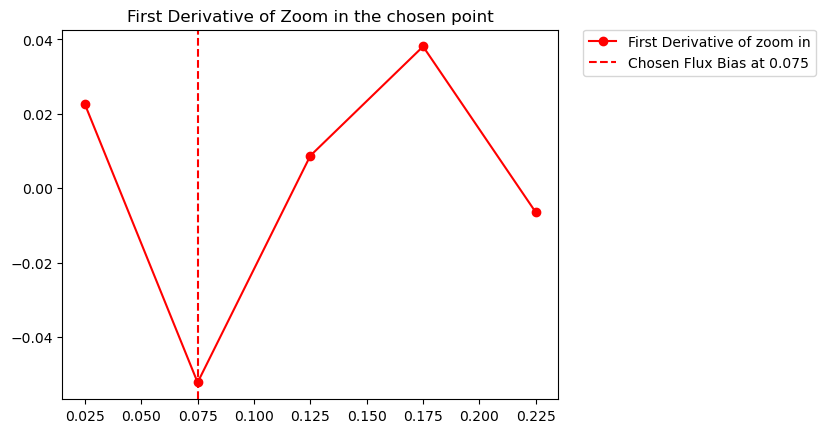 First Derivative of Zoom in the chosen point
First Derivative of zoom in
Chosen Flux Bias at 0.075
0.04
0.02
0.00
−0.02
−0.04
0.025 0.050 0.075 0.100 0.125 0.150 0.175 0.200 0.225